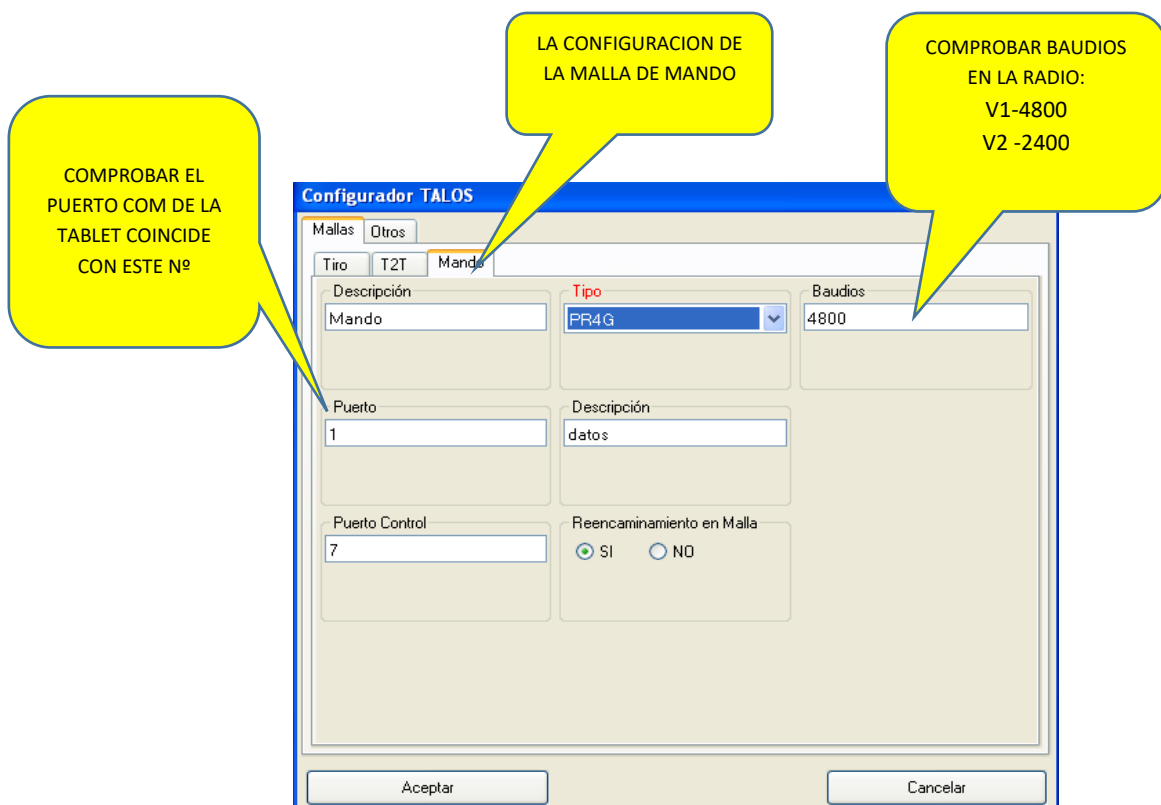 LA CONFIGURACION DE
LA MALLA DE MANDO
COMPROBAR BAUDIOS
EN LA RADIO:
V1-4800
V2 -2400
COMPROBAR EL
PUERTO COM DE LA
TABLET COINCIDE
CON ESTE Nº
Configurador TALOS
Mallas Otros
Tiro T2T Mando
Descripción Tipo Baudios
Mando PR4G 4800
Puerto Descripción
1 datos
Puerto Control Reencaminamiento en Malla
7 SI NO
Aceptar Cancelar